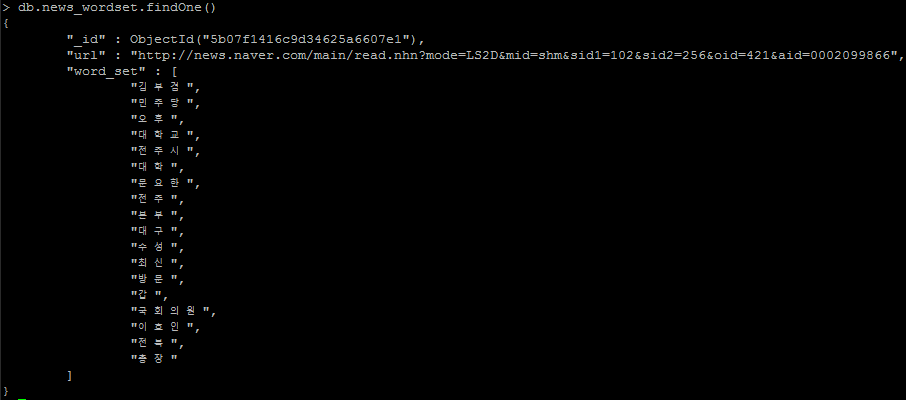 > db.news_wordset.findOne()
{
"_id" : ObjectId("5b07f1416c9d34625a6607e1"),
"url" : "http://news.naver.com/main/read.nhn?mode=LS2D&mid=shm&sid1=102&sid2=256&oid=421&aid=0002099866",
"word_set" : [
"김부겸",
"민주당",
"오후",
"대학교",
"전주시",
"대학",
"문요한",
"전주",
"본부",
"대구",
"수성",
"최신",
"방문",
"갑",
"국회의원",
"이효인",
"전북",
"총장"
]
}